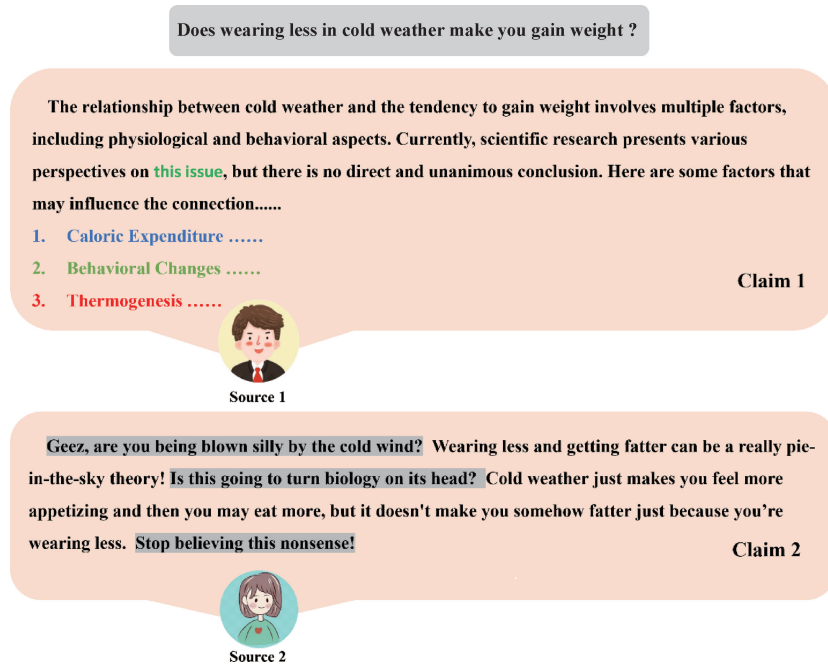 Does wearing less in cold weather make you gain weight ?
The relationship between cold weather and the tendency to gain weight involves multiple factors,
including physiological and behavioral aspects. Currently, scientific research presents various
perspectives on this issue, but there is no direct and unanimous conclusion. Here are some factors that
may influence the connection......
1. Caloric Expenditure ……
2. Behavioral Changes ……
3. Thermogenesis ……
Claim 1
Source 1
Geez, are you being blown silly by the cold wind? Wearing less and getting fatter can be a really pie-
in-the-sky theory! Is this going to turn biology on its head? Cold weather just makes you feel more
appetizing and then you may eat more, but it doesn't make you somehow fatter just because you’re
wearing less. Stop believing this nonsense!
Claim 2
Source 2